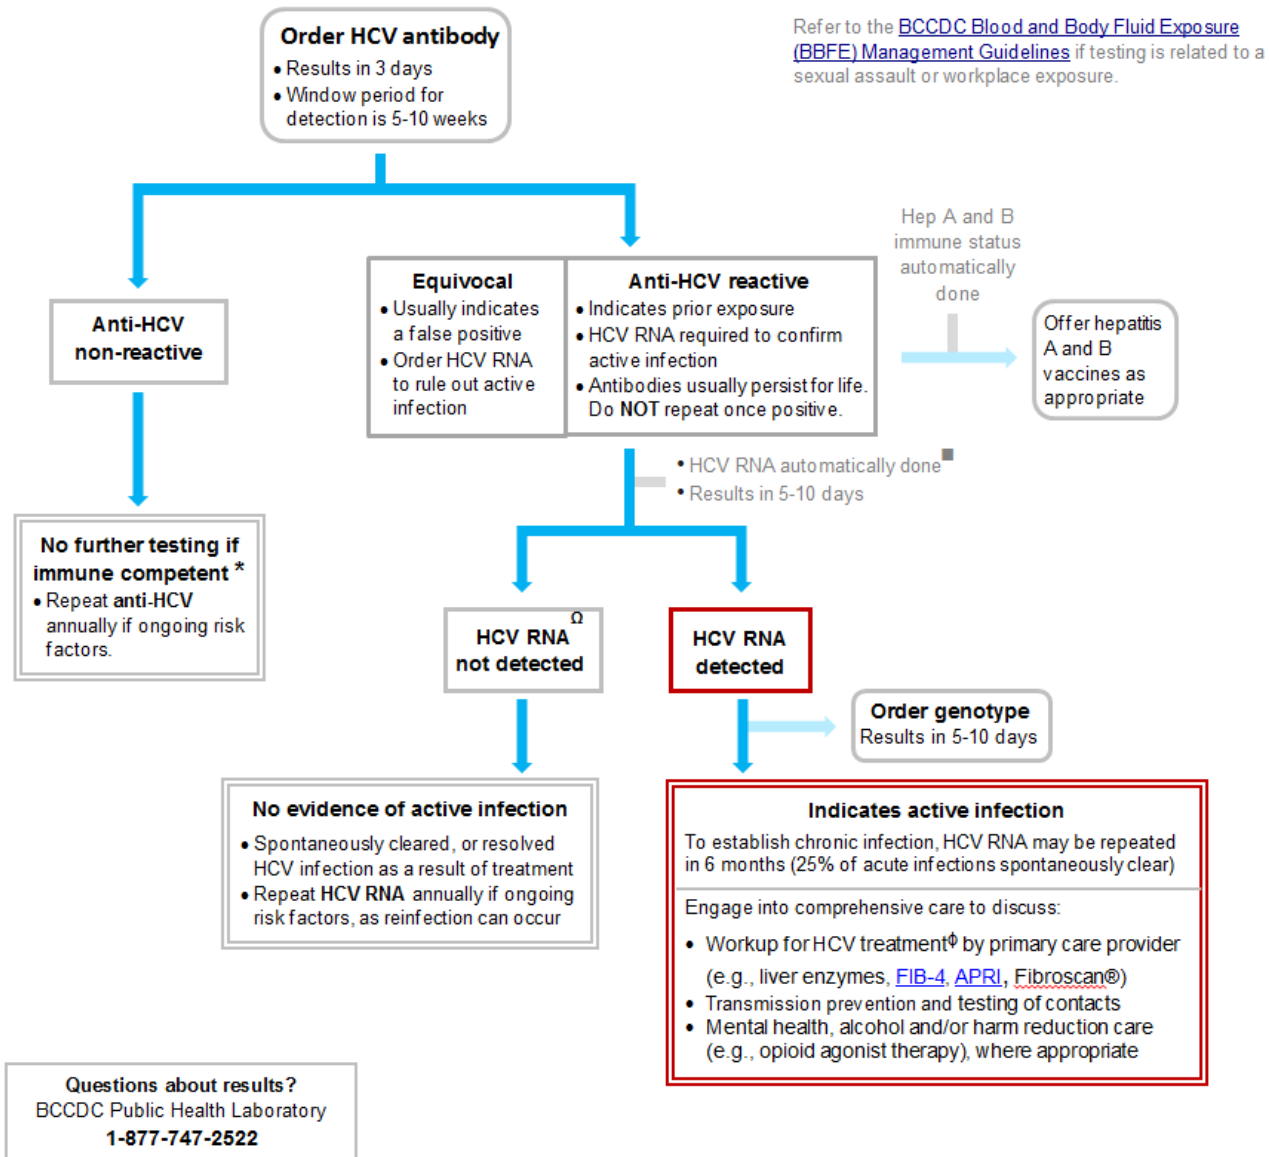 Order HCV antibody
• Results in 3 days
• Window period for
detection is 5-10 weeks
Refer to the BCCDC Blood and Body Fluid Exposure
(BBFE) Management Guidelines if testing is related to a
sexual assault or workplace exposure.
Anti-HCV
non-reactive
Equivocal
• Usually indicates
a false positive
• Order HCV RNA
to rule out active
infection
Anti-HCV reactive
• Indicates prior exposure
• HCV RNA required to confirm
active infection
• Antibodies usually persist for life.
Do NOT repeat once positive.
Hep A and B
immune status
automatically
done
Offer hepatitis
A and B
vaccines as
appropriate
• HCV RNA automatically done■
• Results in 5-10 days
No further testing if
immune competent *
• Repeat anti-HCV
annually if ongoing risk
factors.
HCV RNA Ω
not detected
HCV RNA
detected
Order genotype
Results in 5-10 days
No evidence of active infection
• Spontaneously cleared, or resolved
HCV infection as a result of treatment
• Repeat HCV RNA annually if ongoing
risk factors, as reinfection can occur
Indicates active infection
To establish chronic infection, HCV RNA may be repeated
in 6 months (25% of acute infections spontaneously clear)
Engage into comprehensive care to discuss:
• Workup for HCV treatmentϕ by primary care provider
(e.g., liver enzymes, FIB-4, APRI, Fibroscan®)
• Transmission prevention and testing of contacts
• Mental health, alcohol and/or harm reduction care
(e.g., opioid agonist therapy), where appropriate
Questions about results?
BCCDC Public Health Laboratory
1-877-747-2522